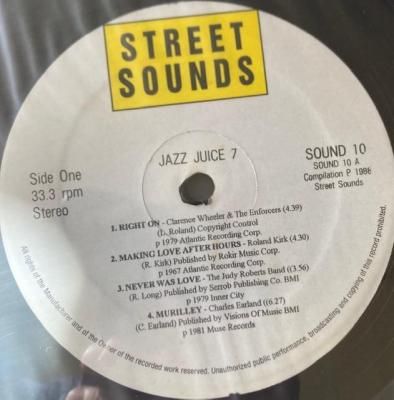 STREET
SOUNDS
JAZZ JUICE 7
Side One
33.3 rpm
Stereo
SOUND 10
SOUND 10 A
Compilation P 1986
Street Sounds
1. RIGHT ON - Clarence Wheeler & The Enforcers (4.39)
(L. Roland) Copyright Control
p 1979 Atlantic Recording Corp.
2. MAKING LOVE AFTER HOURS - Roland Kirk (4.30)
(R. Kirk) Published by Rokir Music Corp.
p 1967 Atlantic Recording Corp.
3. NEVER WAS LOVE - The Judy Roberts Band ((3.56)
(R. Long) Published by Serrob Publishing Co. BMI
p 1979 Inner City
4. MURILLEY - Charles Earland ((6.27)
(C. Earland) Published by Visions Of Music BMI
p 1981 Muse Records
All rights of the Manufacturer and of the Owner of the recorded work reserved. Unauthorized public performance, broadcasting and copying of this record prohibited.